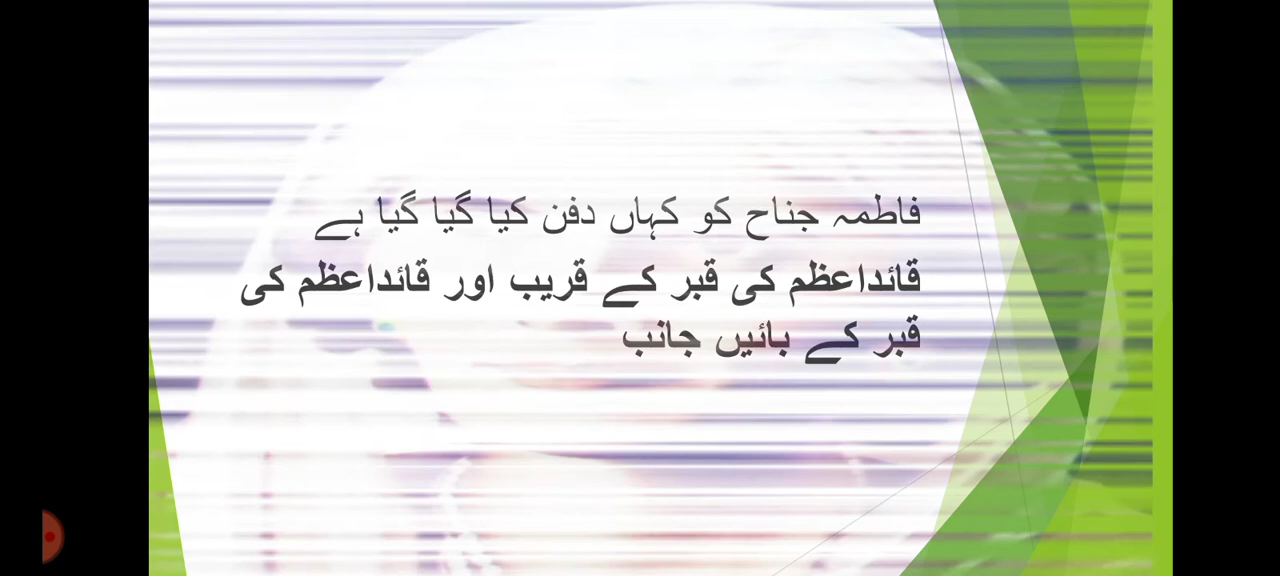 فاطمہ جناح کو کہاں دفن کیا گیا گیا ہے
قائداعظم کی قبر کے قریب اور قائداعظم کی
قبر کے بائیں جانب